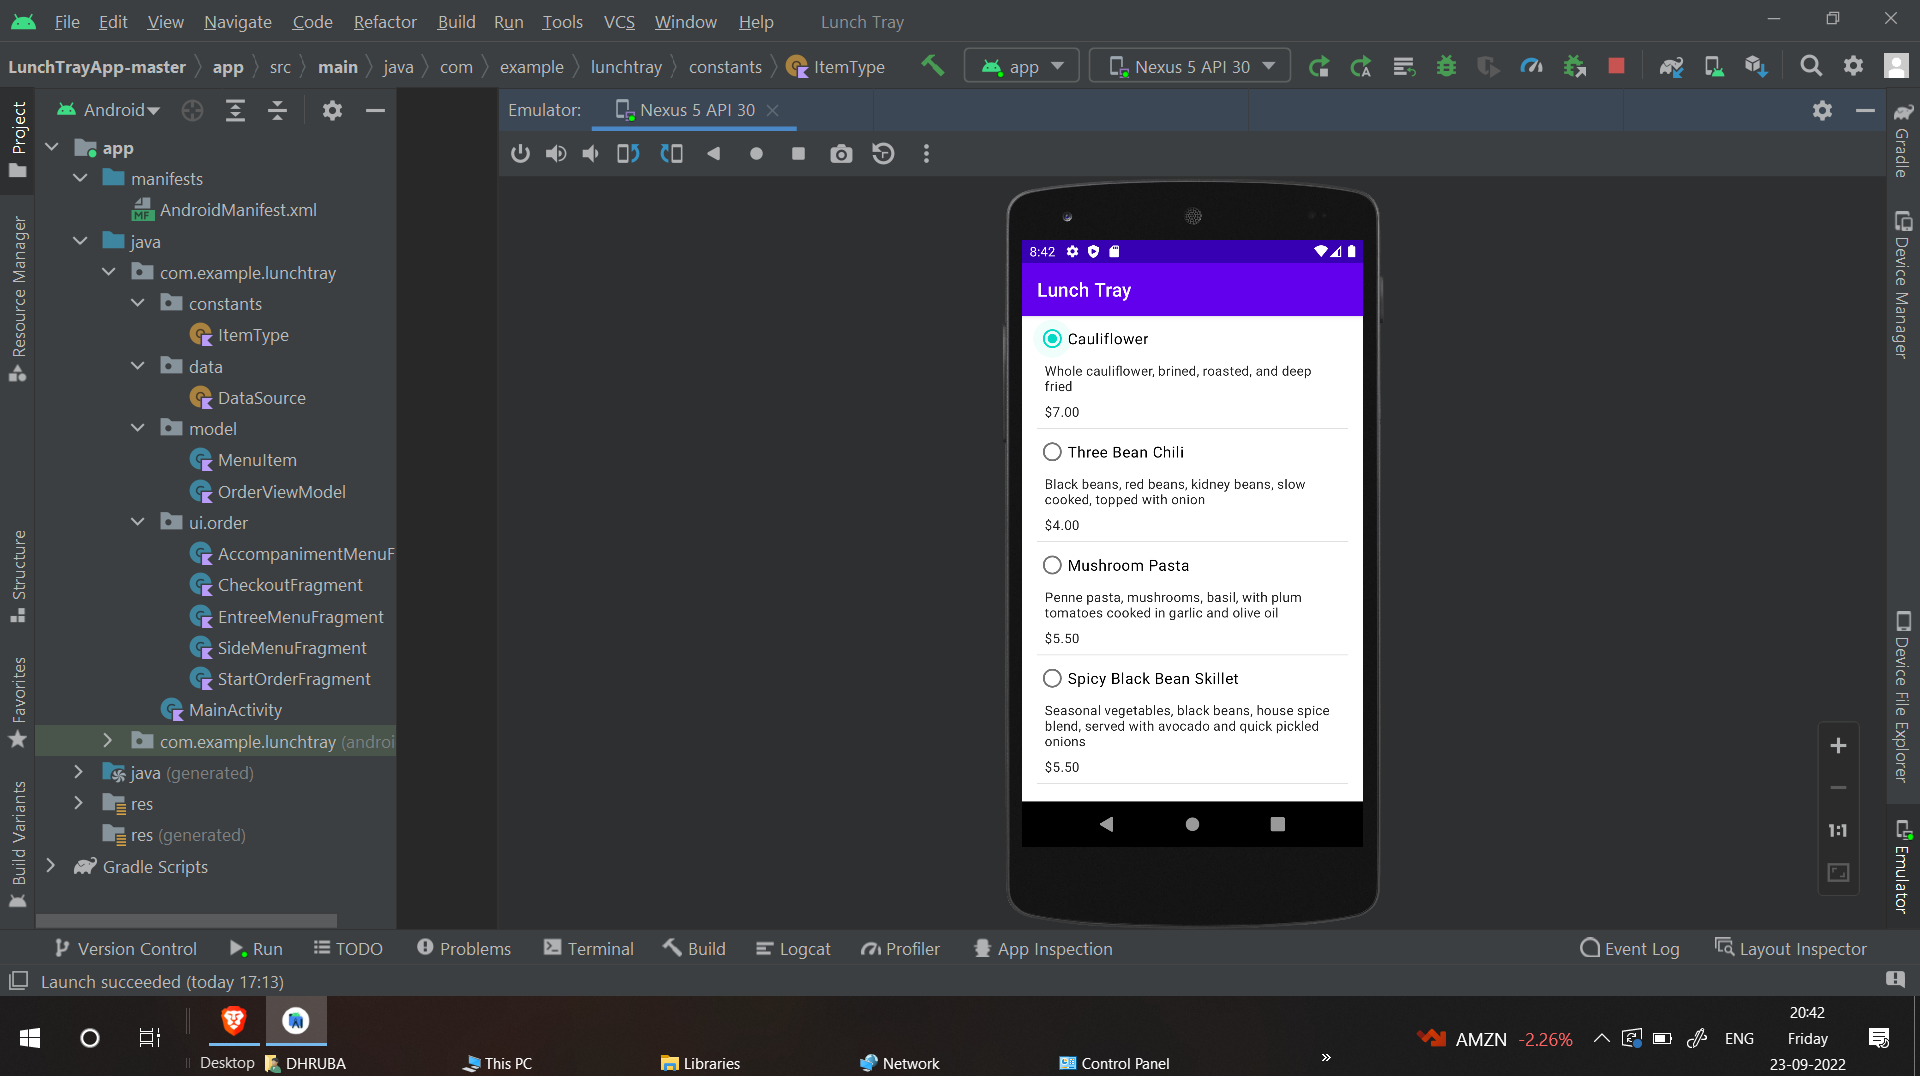 File Edit View Navigate Code Refactor Build Run Tools VCS Window Help Lunch Tray
LunchTrayApp-master app src main java com example lunchtray constants ItemType app Nexus 5 API 30
Android
Emulator: Nexus 5 API 30
Project
Resource Manager
Structure
Favorites
Build Variants
app
manifests
MF AndroidManifest.xml
java
com.example.lunchtray
constants
ItemType
data
DataSource
model
MenuItem
OrderViewModel
ui.order
AccompanimentMenuF
CheckoutFragment
EntreeMenuFragment
SideMenuFragment
StartOrderFragment
MainActivity
com.example.lunchtray (androi
java (generated)
res
res (generated)
Gradle Scripts
8:42
Lunch Tray
Cauliflower
Whole cauliflower, brined, roasted, and deep
fried
$7.00
Three Bean Chili
Black beans, red beans, kidney beans, slow
cooked, topped with onion
$4.00
Mushroom Pasta
Penne pasta, mushrooms, basil, with plum
tomatoes cooked in garlic and olive oil
$5.50
Spicy Black Bean Skillet
Seasonal vegetables, black beans, house spice
blend, served with avocado and quick pickled
onions
$5.50
1:1
Gradle
Device Manager
Device File Explorer
Emulator
Version Control Run TODO Problems Terminal Build Logcat Profiler App Inspection Event Log Layout Inspector
Launch succeeded (today 17:13)
AMZN -2.26% ENG
20:42
Friday
23-09-2022
Desktop DHRUBA This PC Libraries Network Control Panel »